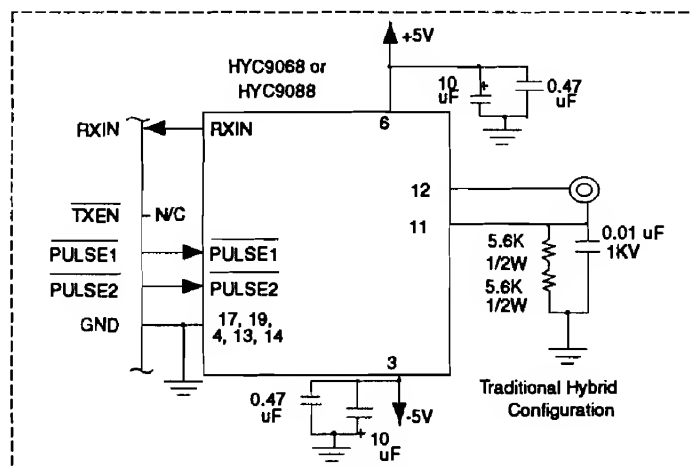 +5V
HYC9068 or
HYC9088
10
uF
+
0.47
uF
6
RXIN
RXIN
12
TXEN
N/C
11
5.6K
1/2W
5.6K
1/2W
0.01 uF
1KV
PULSE1
PULSE1
PULSE2
PULSE2
GND
17, 19,
4, 13, 14
3
0.47
uF
-5V
+
10
uF
Traditional Hybrid
Configuration